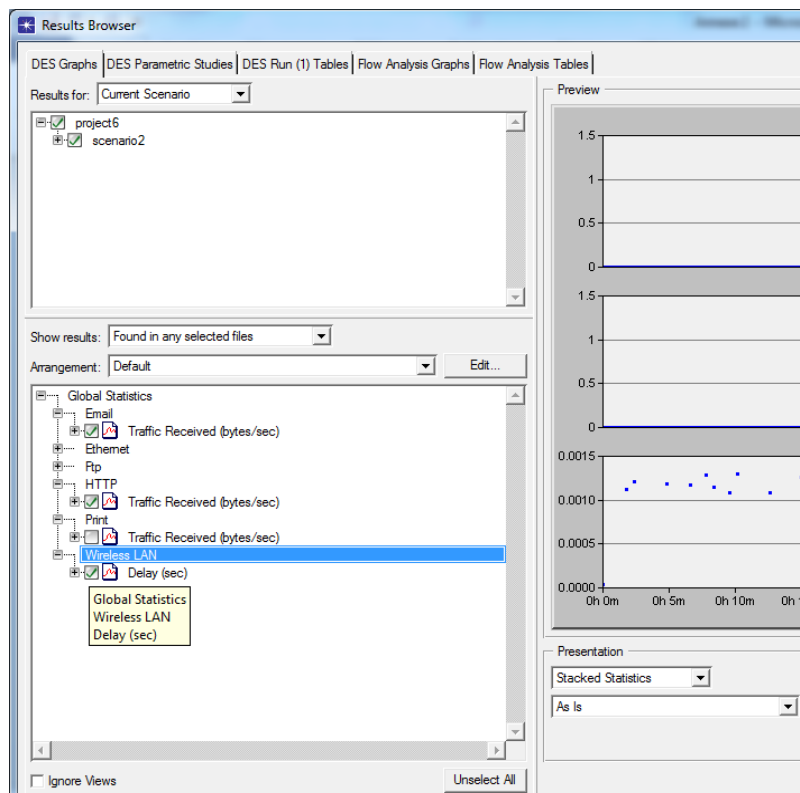 Results Browser
DES Graphs DES Parametric Studies DES Run (1) Tables Flow Analysis Graphs Flow Analysis Tables
Results for: Current Scenario
project6
scenario2
Show results: Found in any selected files
Arrangement: Default Edit...
Global Statistics
Email
Traffic Received (bytes/sec)
Ethernet
Ftp
HTTP
Traffic Received (bytes/sec)
Print
Traffic Received (bytes/sec)
Wireless LAN
Delay (sec)
Global Statistics
Wireless LAN
Delay (sec)
Ignore Views Unselect All
Preview
1.5
1
0.5
0
1.5
1
0.5
0
0.0015
0.0010
0.0005
0.0000
0h 0m 0h 5m 0h 10m 0h
Presentation
Stacked Statistics
As Is